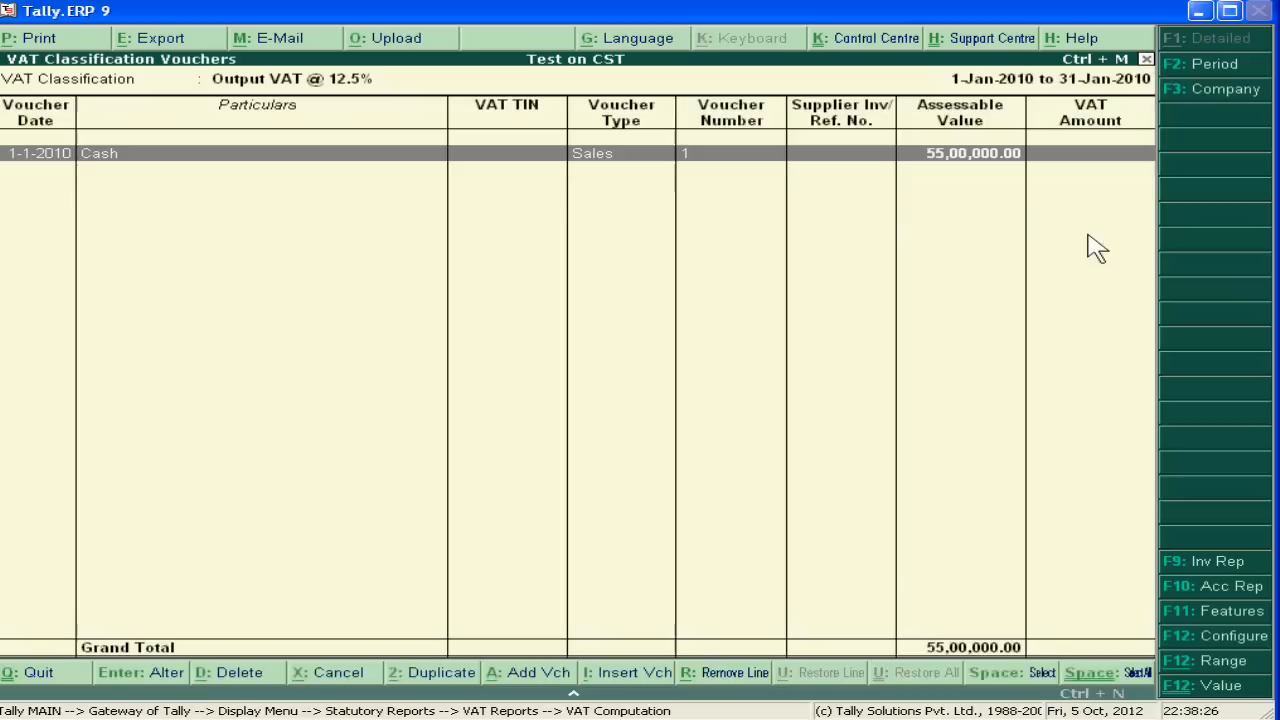 Tally.ERP 9
P: Print E: Export M: E-Mail O: Upload G: Language K: Keyboard K: Control Centre H: Support Centre H: Help
VAT Classification Vouchers Test on CST Ctrl + M
VAT Classification : Output VAT @ 12.5% 1-Jan-2010 to 31-Jan-2010
Voucher Date Particulars VAT TIN Voucher Type Voucher Number Supplier Inv/ Ref. No. Assessable Value VAT Amount
1-1-2010 Cash Sales 1 55,00,000.00
Grand Total 55,00,000.00
Q: Quit Enter: Alter D: Delete X: Cancel 2: Duplicate A: Add Vch I: Insert Vch R: Remove Line U: Restore Line U: Restore All Space: Select Space:
Ctrl + N
Tally MAIN --> Gateway of Tally --> Display Menu --> Statutory Reports --> VAT Reports --> VAT Computation (c) Tally Solutions Pvt. Ltd., 1988-200 Fri, 5 Oct, 2012 22:38:26
F1: Detailed
F2: Period
F3: Company
F9: Inv Rep
F10: Acc Rep
F11: Features
F12: Configure
F12: Range
F12: Value